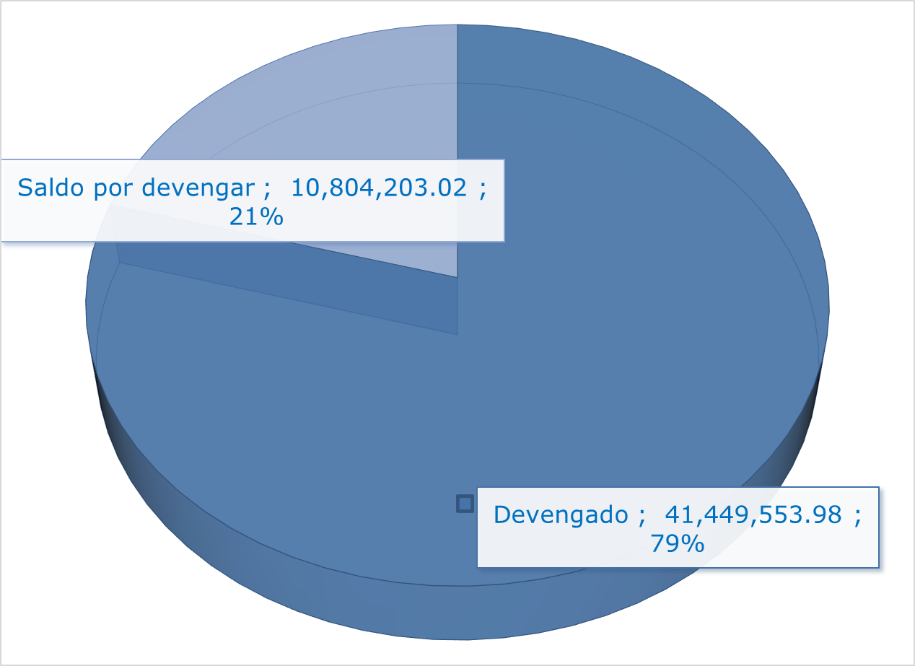 Saldo por devengar ;  10,804,203.02 ;
21%
Devengado ;  41,449,553.98 ;
79%